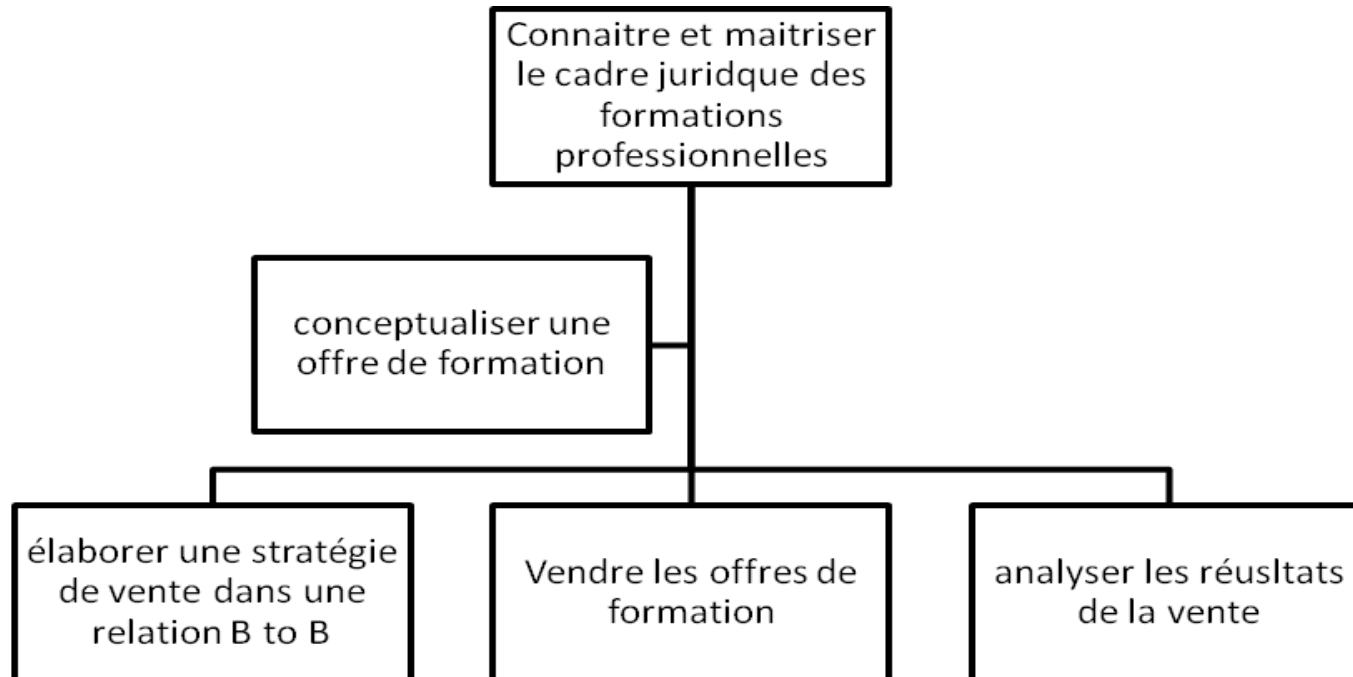 Connaitre et maitriser
le cadre juridque des
formations
professionnelles
conceptualiser une
offre de formation
élaborer une stratégie
de vente dans une
relation B to B
Vendre les offres de
formation
analyser les réusltats
de la vente